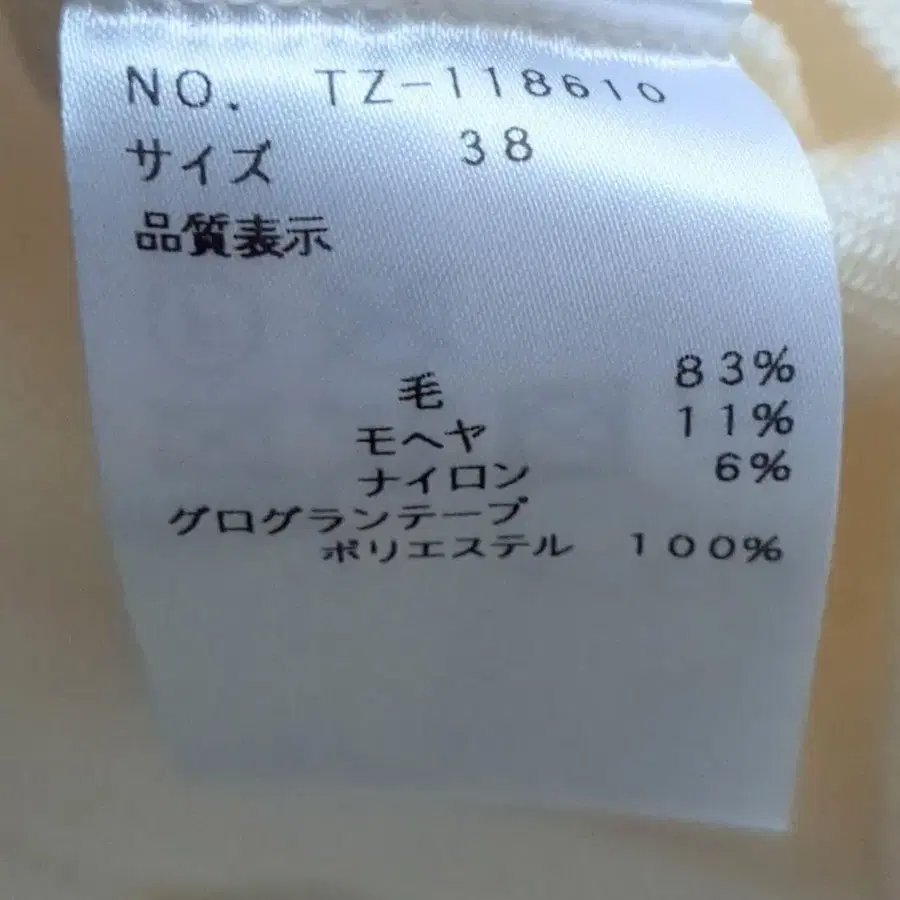 NO. TZ-118610
サイズ 38
品質表示
毛 83%
モヘヤ 11%
ナイロン 6%
グログランテープ
ポリエステル 100%